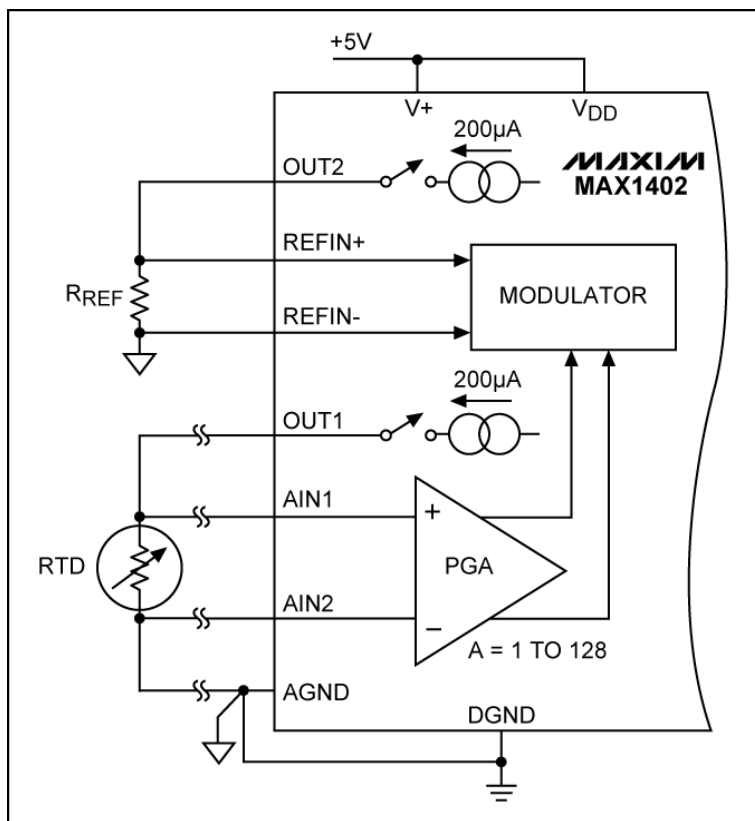 +5V
V+
VDD
200µA
MAXIM
MAX1402
OUT2
REFIN+
MODULATOR
RREF
REFIN-
200µA
OUT1
AIN1
+
RTD
PGA
AIN2
−
A = 1 TO 128
AGND
DGND